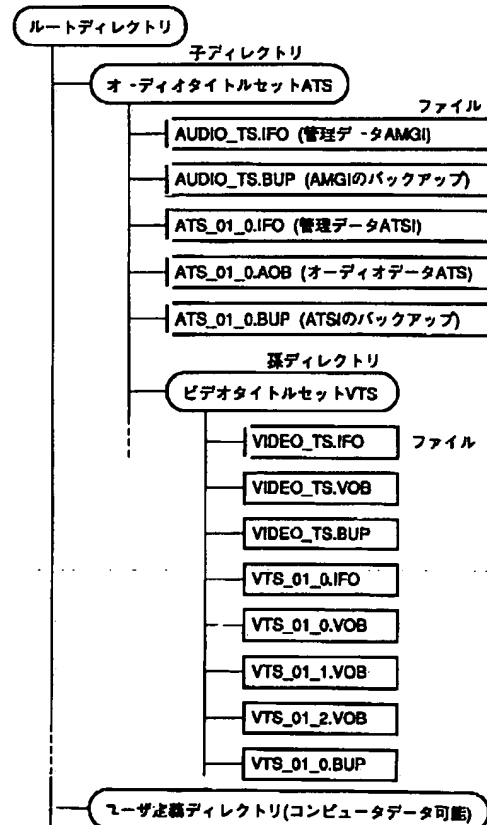 ルートディレクトリ
子ディレクトリ
オーディオタイトルセットATS
ファイル
AUDIO_TS.IFO (管理データAMGI)
AUDIO_TS.BUP (AMGIのバックアップ)
ATS_01_0.IFO (管理データATSI)
ATS_01_0.AOB (オーディオデータATS)
ATS_01_0.BUP (ATSIのバックアップ)
孫ディレクトリ
ビデオタイトルセットVTS
VIDEO_TS.IFO ファイル
VIDEO_TS.VOB
VIDEO_TS.BUP
VTS_01_0.IFO
VTS_01_0.VOB
VTS_01_1.VOB
VTS_01_2.VOB
VTS_01_0.BUP
ユーザ定義ディレクトリ(コンピュータデータ可能)